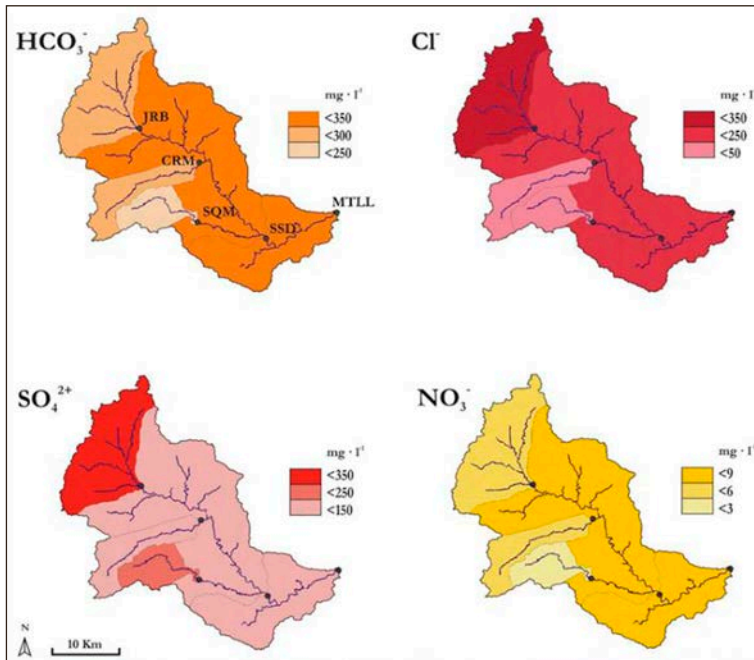 HCO₃⁻
mg · l⁻¹
<350
<300
<250
JRB
CRM
SQM
SSD
MTLL
Cl⁻
mg · l⁻¹
<350
<250
<50
SO₄²⁺
mg · l⁻¹
<350
<250
<150
N
10 Km
NO₃⁻
mg · l⁻¹
<9
<6
<3